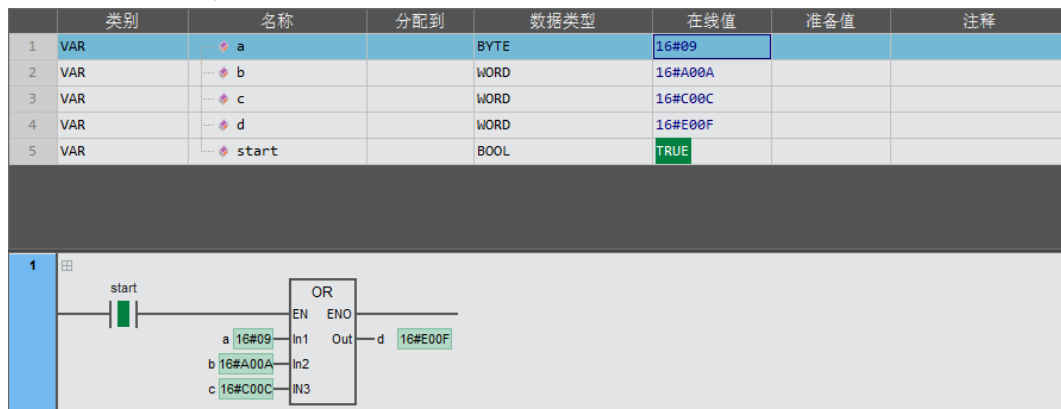 类别 名称 分配到 数据类型 在线值 准备值 注释
1 VAR a BYTE 16#09
2 VAR b WORD 16#A00A
3 VAR c WORD 16#C00C
4 VAR d WORD 16#E00F
5 VAR start BOOL TRUE
1
start
OR
EN ENO
a 16#09 In1 Out d 16#E00F
b 16#A00A In2
c 16#C00C IN3